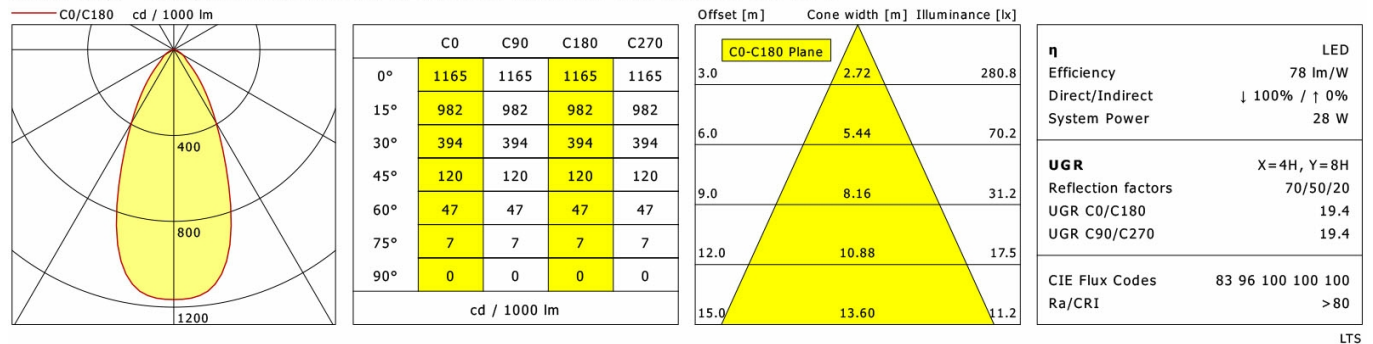 C0/C180 cd / 1000 lm
400
800
1200
C0 C90 C180 C270
0° 1165 1165 1165 1165
15° 982 982 982 982
30° 394 394 394 394
45° 120 120 120 120
60° 47 47 47 47
75° 7 7 7 7
90° 0 0 0 0
cd / 1000 lm
Offset [m] Cone width [m] Illuminance [lx]
C0-C180 Plane
3.0 2.72 280.8
6.0 5.44 70.2
9.0 8.16 31.2
12.0 10.88 17.5
15.0 13.60 11.2
η LED
Efficiency 78 lm/W
Direct/Indirect ↓ 100% / ↑ 0%
System Power 28 W
UGR X=4H, Y=8H
Reflection factors 70/50/20
UGR C0/C180 19.4
UGR C90/C270 19.4
CIE Flux Codes 83 96 100 100 100
Ra/CRI >80
LTS